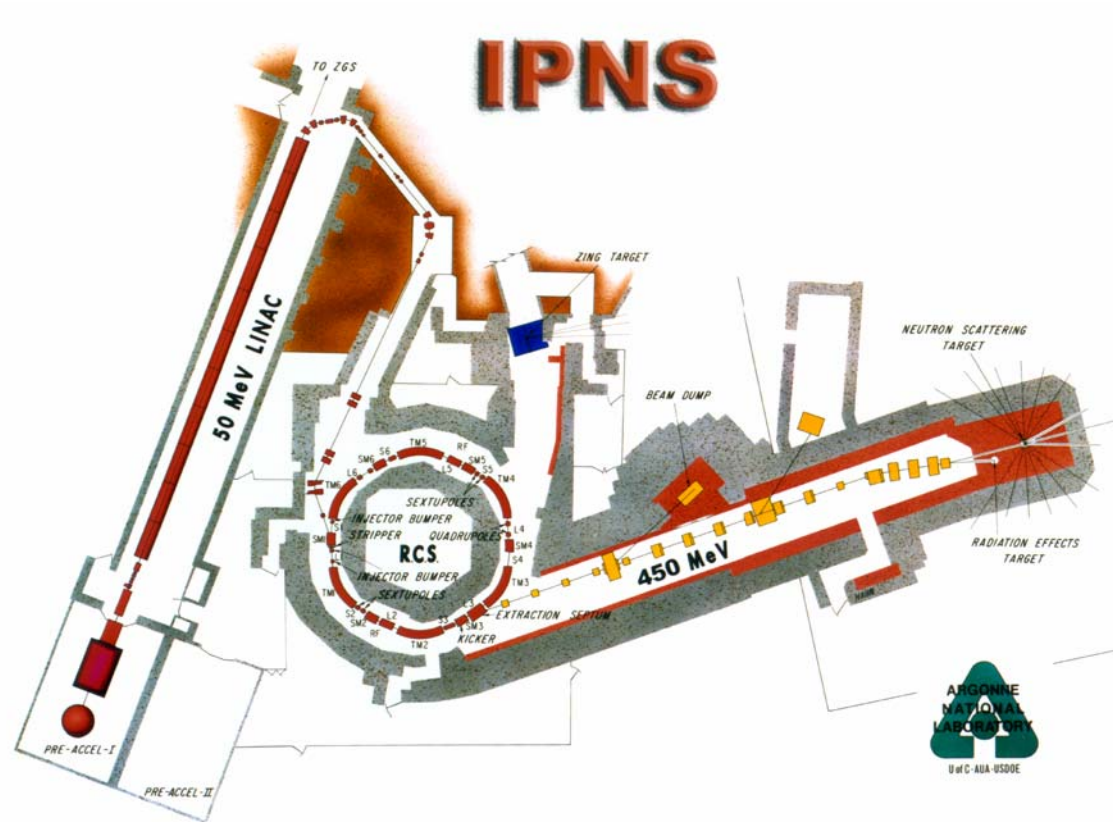 IPNS
TO ZGS
50 MeV LINAC
ZING TARGET
NEUTRON SCATTERING
TARGET
BEAM DUMP
TM5
RF
SM5
S5
L5
S6
SM6
L6
TM6
TM4
SEXTUPOLES
INJECTOR BUMPER
STRIPPER
QUADRUPOLES
L4
SM4
S4
R.C.S.
INJECTOR BUMPER
SEXTUPOLES
TM3
450 MeV
RADIATION EFFECTS
TARGET
TM1
S2
SM2
L2
RF
TM2
S3
L3
SM3
EXTRACTION SEPTUM
KICKER
PRE-ACCEL-I
PRE-ACCEL-II
ARGONNE
NATIONAL
LABORATORY
U of C-AUA-USDOE